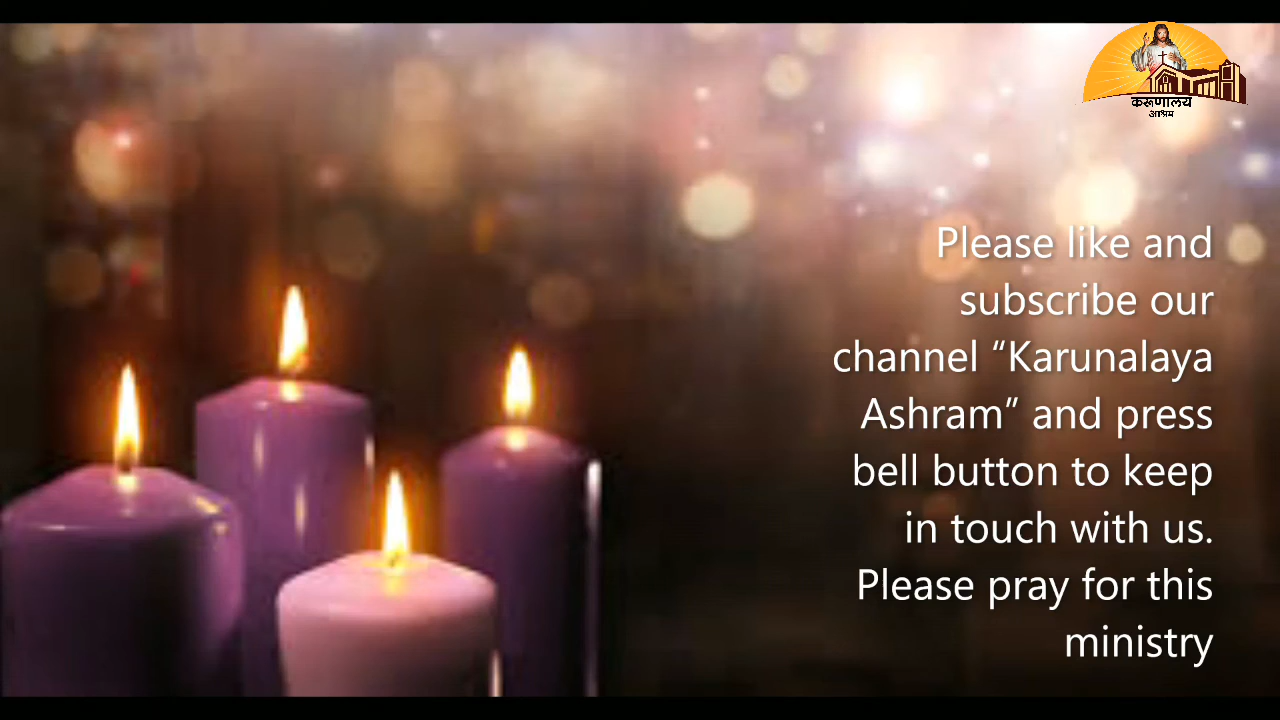 करूणालय
आश्रम
Please like and
subscribe our
channel “Karunalaya
Ashram” and press
bell button to keep
in touch with us.
Please pray for this
ministry